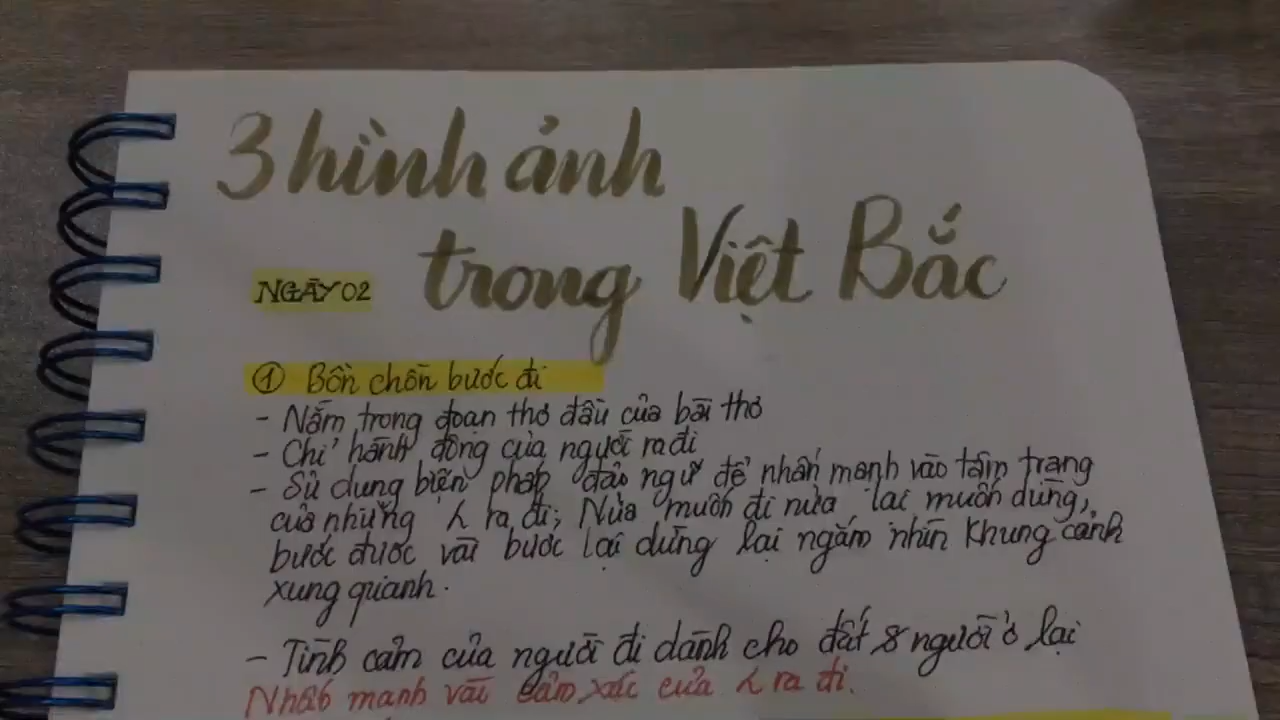 3 hình ảnh
trong Việt Bắc
NGÀY 02
① Bồn chồn bước đi
- Nằm trong đoạn thơ đầu của bài thơ
- Chỉ hành động của người ra đi
- Sử dụng biện pháp đảo ngữ để nhấn mạnh vào tâm trạng
của những ra đi; Nửa muốn đi nửa lại muốn dừng,
bước được vài bước lại dừng lại ngắm nhìn khung cảnh
xung quanh.
- Tình cảm của người đi dành cho đất & người ở lại
Nhấn mạnh vào cảm xúc của ra đi.